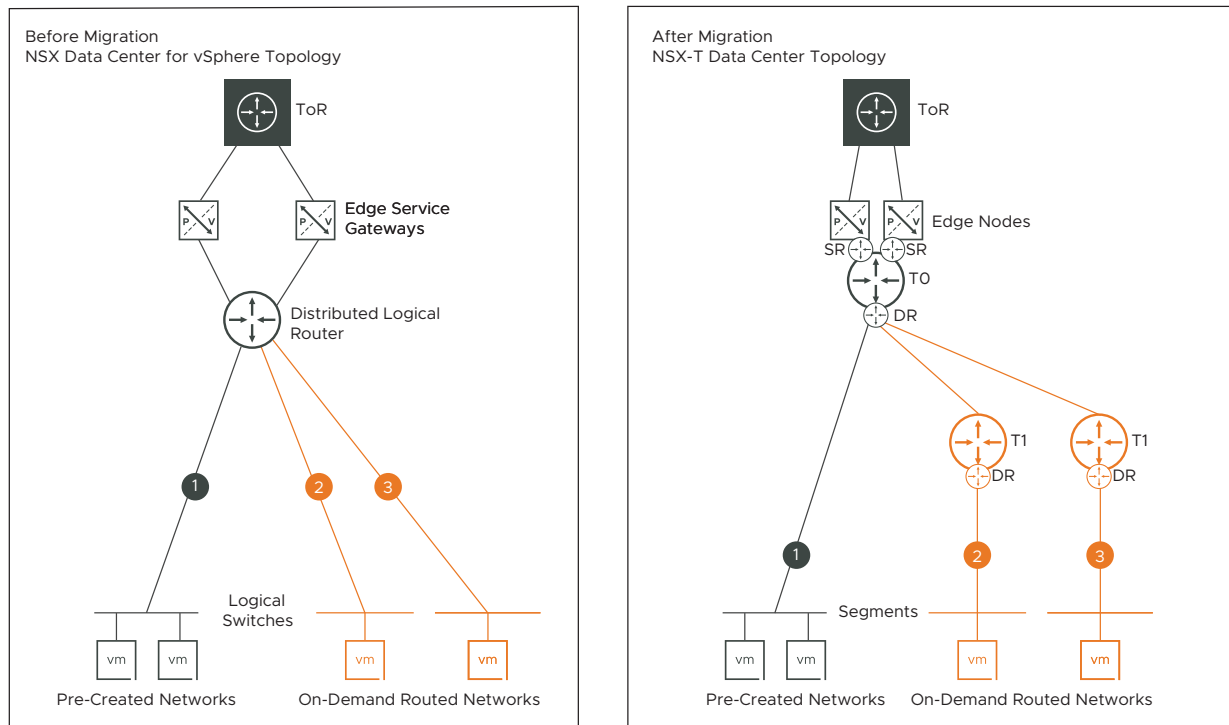 Before Migration
NSX Data Center for vSphere Topology
ToR
P V
P V
Edge Service
Gateways
Distributed Logical
Router
1
2
3
Logical
Switches
vm
vm
vm
vm
Pre-Created Networks
On-Demand Routed Networks
After Migration
NSX-T Data Center Topology
ToR
P V
P V
Edge Nodes
SR
SR
T0
DR
T1
T1
DR
DR
1
2
3
Segments
vm
vm
vm
vm
Pre-Created Networks
On-Demand Routed Networks